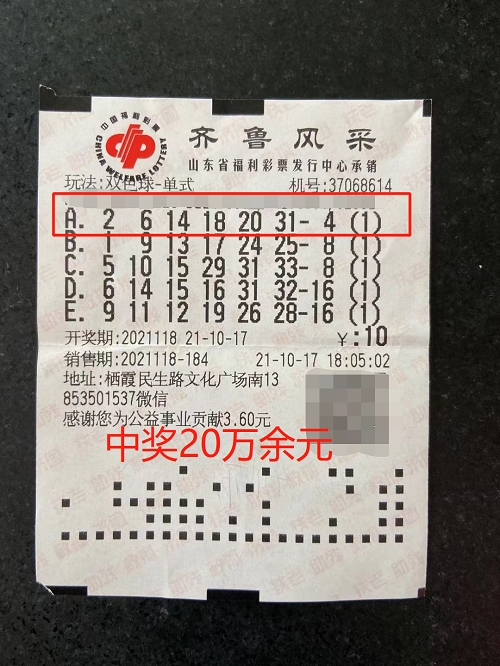 中国福利彩票
CHINA WELFARE LOTTERY
齐鲁风采
山东省福利彩票发行中心承销
玩法:双色球-单式 机号:37068614
A. 2 6 14 18 20 31- 4 (1)
B. 1 9 13 17 24 25- 8 (1)
C. 5 10 15 29 31 33- 8 (1)
D. 6 14 15 16 31 32-16 (1)
E. 9 11 12 19 26 28-16 (1)
开奖期:2021118 21-10-17 ¥:10
销售期:2021118-184 21-10-17 18:05:02
地址:栖霞民生路文化广场南13
853501537微信
感谢您为公益事业贡献3.60元
中奖20万余元